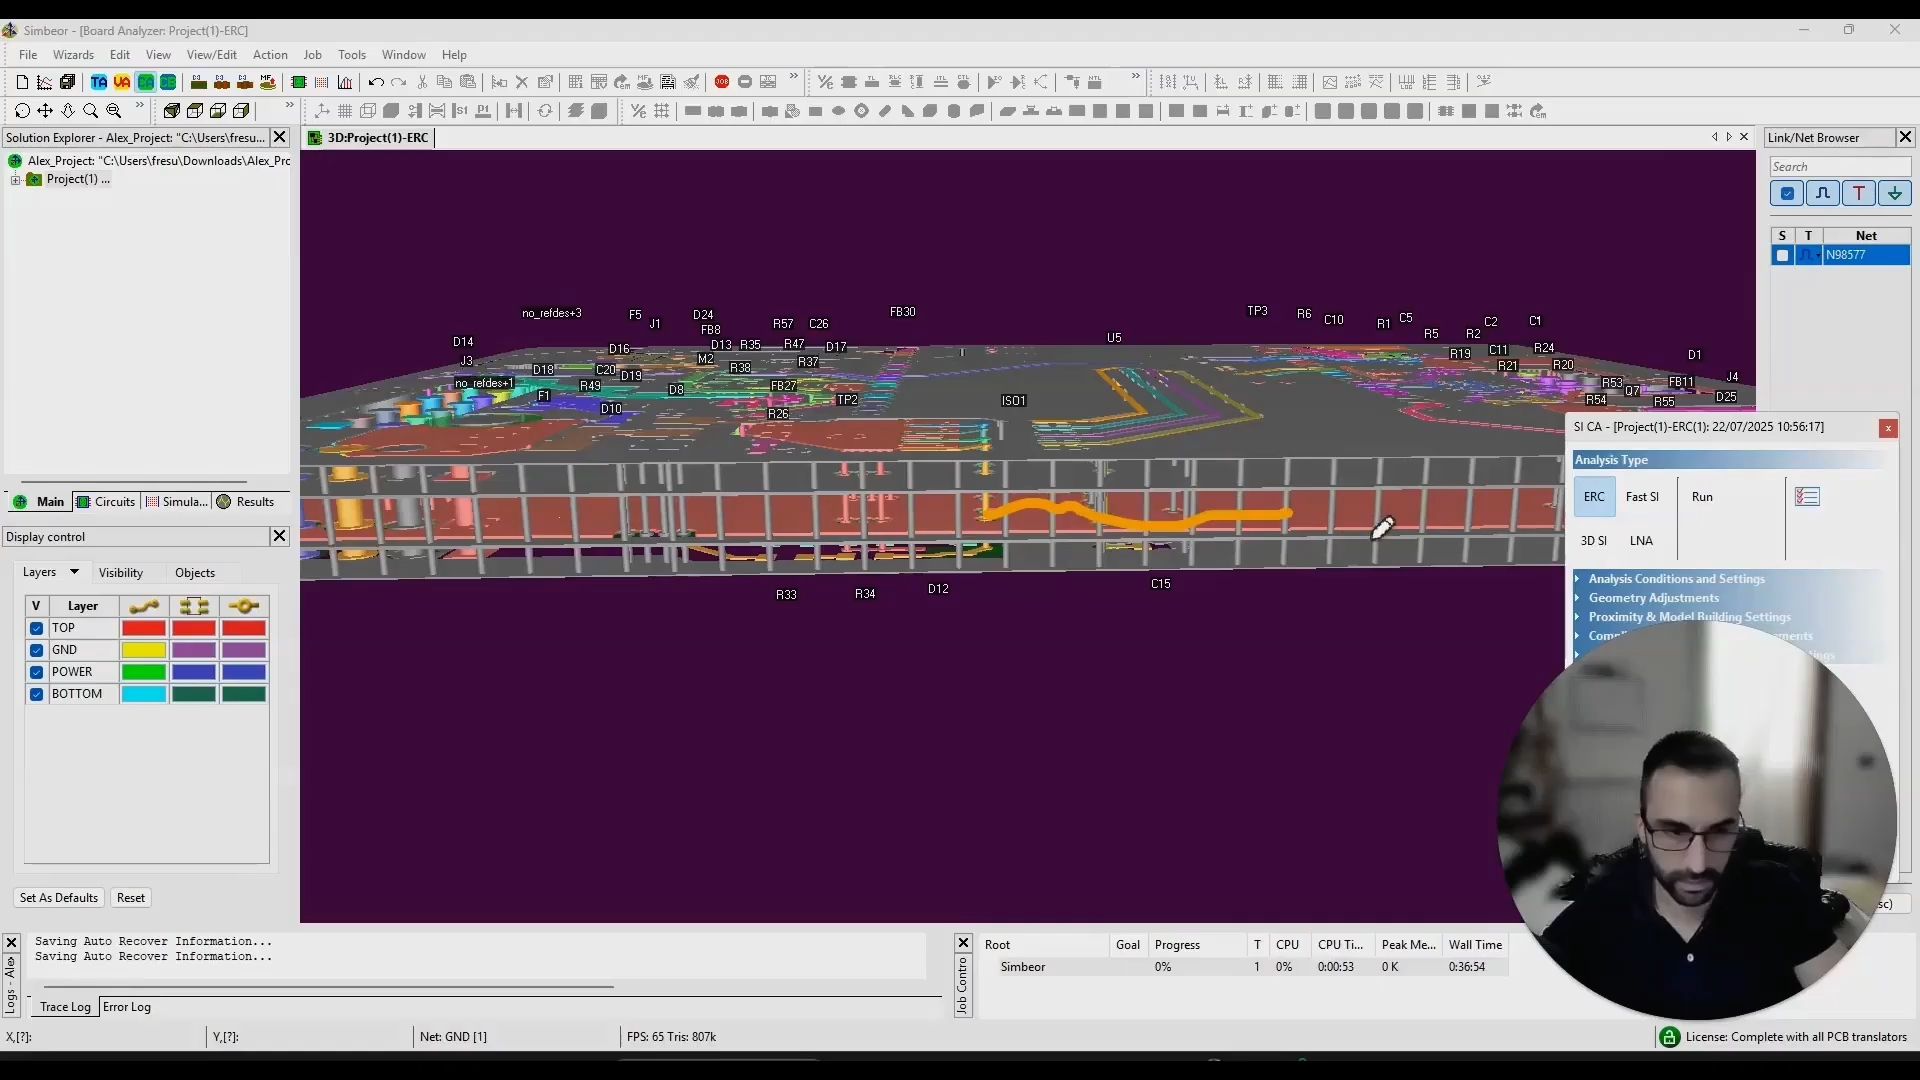 Simbeor - [Board Analyzer: Project(1)-ERC]
File Wizards Edit View View/Edit Action Job Tools Window Help
Solution Explorer - Alex_Project: "C:\Users\fresu...
3D:Project(1)-ERC
Link/Net Browser
Alex_Project: "C:\Users\fresu\Downloads\Alex_Pro
Project(1) ...
Search
S T Net
N98577
no_refdes+3 F5 J1 D24 FB8 R57 C26 FB30 TP3 R6 C10 R1 C5 R5 R2 C2 C1
D14 J3 D16 M2 D13 R35 R47 D17 R37 U5 R19 C11 R24 D1
no_refdes+1 D18 C20 D19 R49 R38 D8 FB27 R21 R20 R53 Q7 FB11 J4
F1 D10 R26 TP2 ISO1 R54 R55 D25
SI CA - [Project(1)-ERC(1): 22/07/2025 10:56:17]
Analysis Type
ERC Fast SI Run
3D SI LNA
Analysis Conditions and Settings
Geometry Adjustments
Proximity & Model Building Settings
R33 R34 D12 C15
Main Circuits Simula... Results
Display control
Layers Visibility Objects
V Layer
TOP
GND
POWER
BOTTOM
Set As Defaults Reset
Saving Auto Recover Information...
Saving Auto Recover Information...
Trace Log Error Log
Root Goal Progress T CPU CPU Ti... Peak Me... Wall Time
Simbeor 0% 1 0% 0:00:53 0 K 0:36:54
Job Contro
X,[?]: Y,[?]: Net: GND [1] FPS: 65 Tris: 807k
License: Complete with all PCB translators